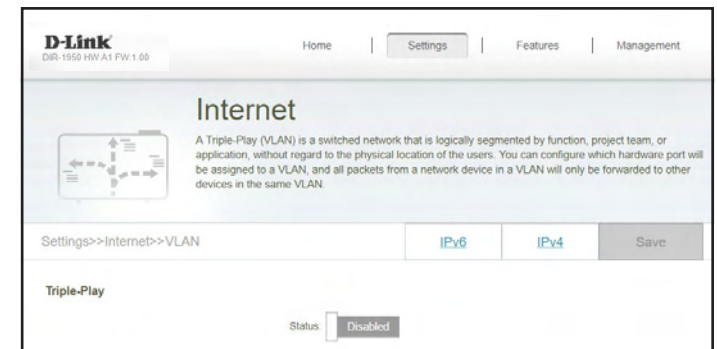 D-Link
DIR-1950 HW:A1 FW:1.00
Home | Settings | Features | Management
Internet
A Triple-Play (VLAN) is a switched network that is logically segmented by function, project team, or
application, without regard to the physical location of the users. You can configure which hardware port will
be assigned to a VLAN, and all packets from a network device in a VLAN will only be forwarded to other
devices in the same VLAN.
Settings>>Internet>>VLAN IPv6 IPv4 Save
Triple-Play
Status: Disabled